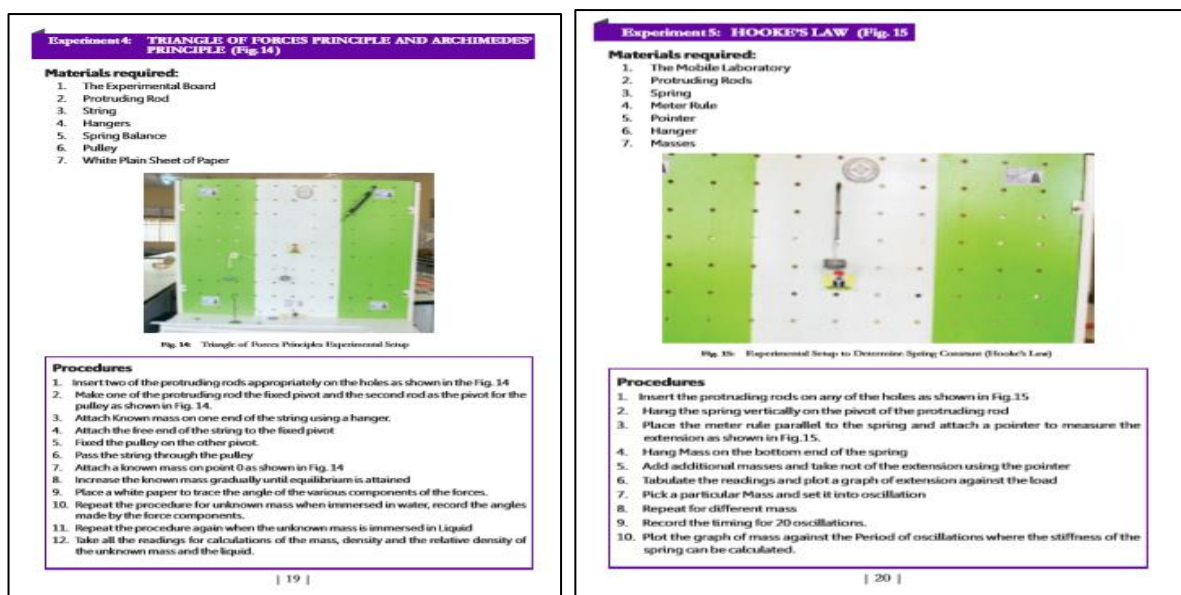 Experiment 4: TRIANGLE OF FORCES PRINCIPLE AND ARCHIMEDES'
PRINCIPLE (Fig. 14)
Materials required:
1. The Experimental Board
2. Protruding Rod
3. String
4. Hangers
5. Spring Balance
6. Pulley
7. White Plain Sheet of Paper
Fig. 14: Triangle of Forces Principles Experimental Setup
Procedures
1. Insert two of the protruding rods appropriately on the holes as shown in the Fig. 14
2. Make one of the protruding rod the fixed pivot and the second rod as the pivot for the
pulley as shown in Fig. 14.
3. Attach Known mass on one end of the string using a hanger.
4. Attach the free end of the string to the fixed pivot
5. Fixed the pulley on the other pivot.
6. Pass the string through the pulley
7. Attach a known mass on point 0 as shown in Fig. 14
8. Increase the known mass gradually until equilibrium is attained
9. Place a white paper to trace the angle of the various components of the forces.
10. Repeat the procedure for unknown mass when immersed in water, record the angles
made by the force components.
11. Repeat the procedure again when the unknown mass is immersed in Liquid
12. Take all the readings for calculations of the mass, density and the relative density of
the unknown mass and the liquid.
| 19 |
Experiment 5: HOOKE'S LAW (Fig. 15
Materials required:
1. The Mobile Laboratory
2. Protruding Rods
3. Spring
4. Meter Rule
5. Pointer
6. Hanger
7. Masses
Fig. 15: Experimental Setup to Determine Spring Constant (Hooke's Law)
Procedures
1. Insert the protruding rods on any of the holes as shown in Fig.15
2. Hang the spring vertically on the pivot of the protruding rod
3. Place the meter rule parallel to the spring and attach a pointer to measure the
extension as shown in Fig.15.
4. Hang Mass on the bottom end of the spring
5. Add additional masses and take not of the extension using the pointer
6. Tabulate the readings and plot a graph of extension against the load
7. Pick a particular Mass and set it into oscillation
8. Repeat for different mass
9. Record the timing for 20 oscillations.
10. Plot the graph of mass against the Period of oscillations where the stiffness of the
spring can be calculated.
| 20 |